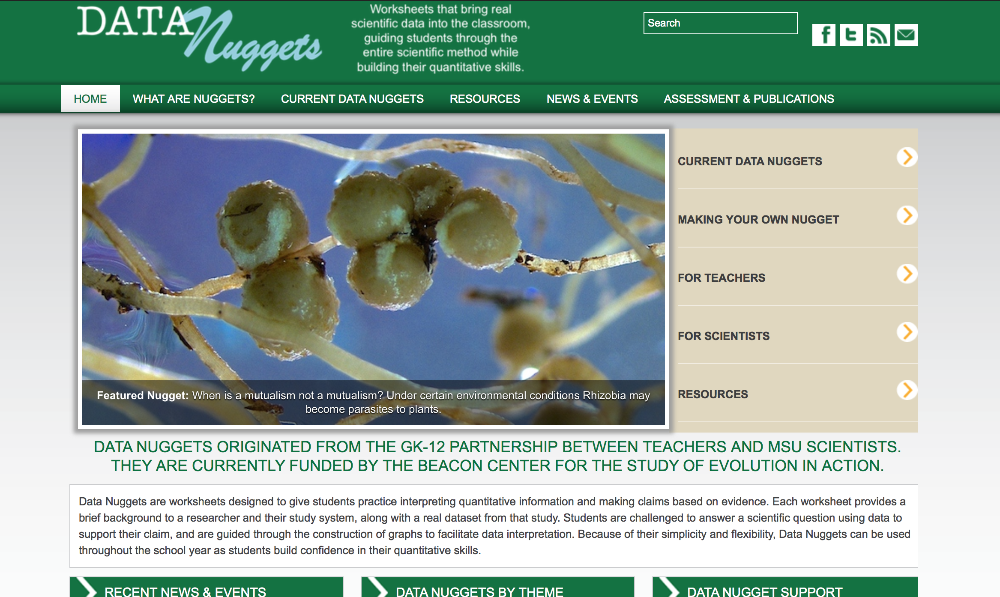 DATA Nuggets
Worksheets that bring real
scientific data into the classroom,
guiding students through the
entire scientific method while
building their quantitative skills.
Search
HOME
WHAT ARE NUGGETS?
CURRENT DATA NUGGETS
RESOURCES
NEWS & EVENTS
ASSESSMENT & PUBLICATIONS
Featured Nugget: When is a mutualism not a mutualism? Under certain environmental conditions Rhizobia may
become parasites to plants.
CURRENT DATA NUGGETS
MAKING YOUR OWN NUGGET
FOR TEACHERS
FOR SCIENTISTS
RESOURCES
DATA NUGGETS ORIGINATED FROM THE GK-12 PARTNERSHIP BETWEEN TEACHERS AND MSU SCIENTISTS.
THEY ARE CURRENTLY FUNDED BY THE BEACON CENTER FOR THE STUDY OF EVOLUTION IN ACTION.
Data Nuggets are worksheets designed to give students practice interpreting quantitative information and making claims based on evidence. Each worksheet provides a
brief background to a researcher and their study system, along with a real dataset from that study. Students are challenged to answer a scientific question using data to
support their claim, and are guided through the construction of graphs to facilitate data interpretation. Because of their simplicity and flexibility, Data Nuggets can be used
throughout the school year as students build confidence in their quantitative skills.
RECENT NEWS & EVENTS
DATA NUGGETS BY THEME
DATA NUGGET SUPPORT